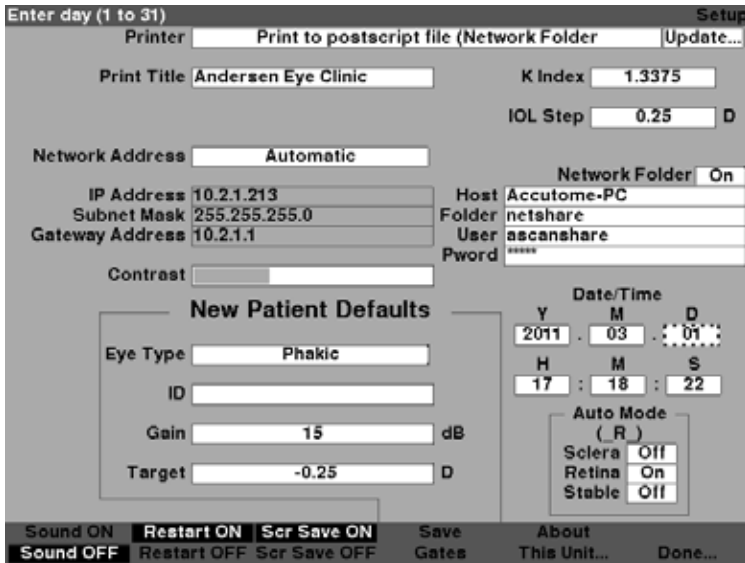 Enter day (1 to 31) Setup
Printer Print to postscript file (Network Folder Update...
Print Title Andersen Eye Clinic K Index 1.3375
IOL Step 0.25 D
Network Address Automatic
Network Folder On
IP Address 10.2.1.213 Host Accutome-PC
Subnet Mask 255.255.255.0 Folder netshare
Gateway Address 10.2.1.1 User ascanshare
Pword *****
Contrast
Date/Time
New Patient Defaults
Y M D
2011 . 03 . 01
Eye Type Phakic
H M S
17 : 18 : 22
ID
Auto Mode
(_R_)
Gain 15 dB
Sclera Off
Retina On
Target -0.25 D
Stable Off
Sound ON Restart ON Scr Save ON Save About
Sound OFF Restart OFF Scr Save OFF Gates This Unit... Done...